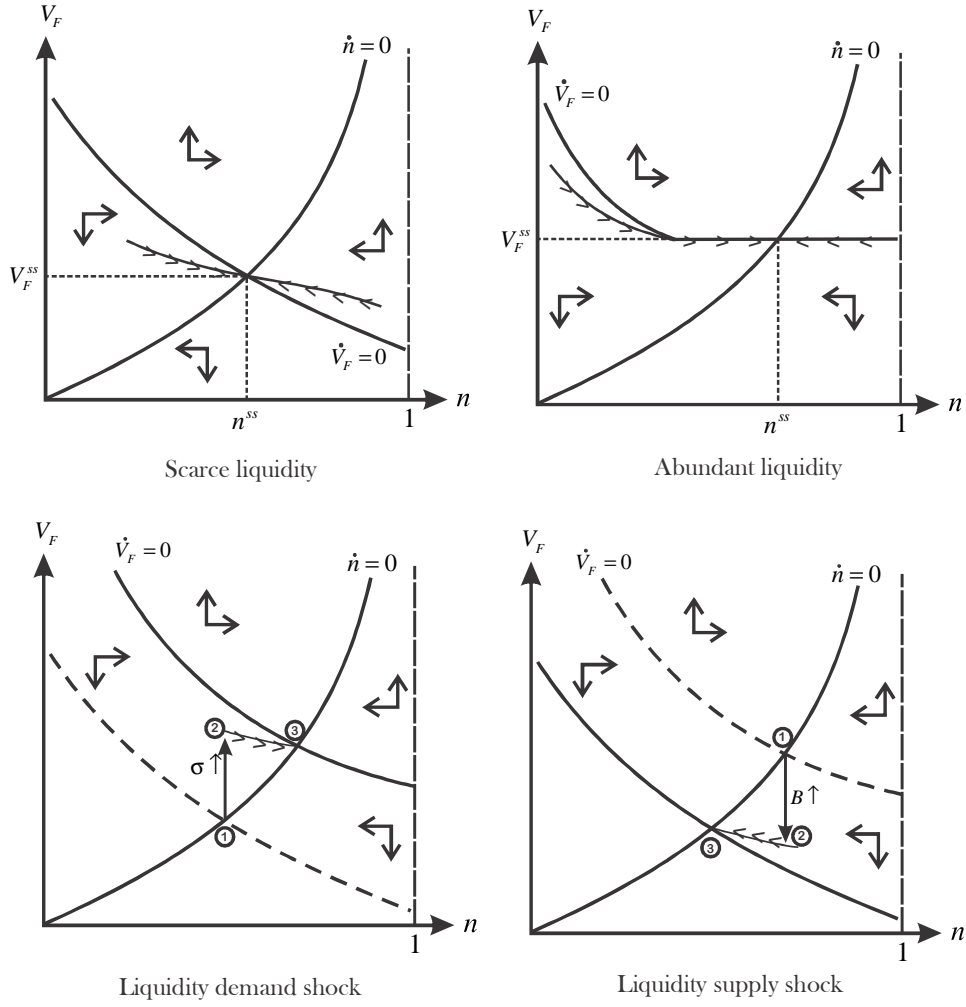 V_F
ṅ = 0
V_F^{ss}
V̇_F = 0
n
n^{ss}
1
Scarce liquidity
V_F
ṅ = 0
V̇_F = 0
V_F^{ss}
n
n^{ss}
1
Abundant liquidity
V_F
V̇_F = 0
ṅ = 0
②
③
σ ↑
①
n
1
Liquidity demand shock
V_F
V̇_F = 0
ṅ = 0
①
B ↑
②
③
n
1
Liquidity supply shock